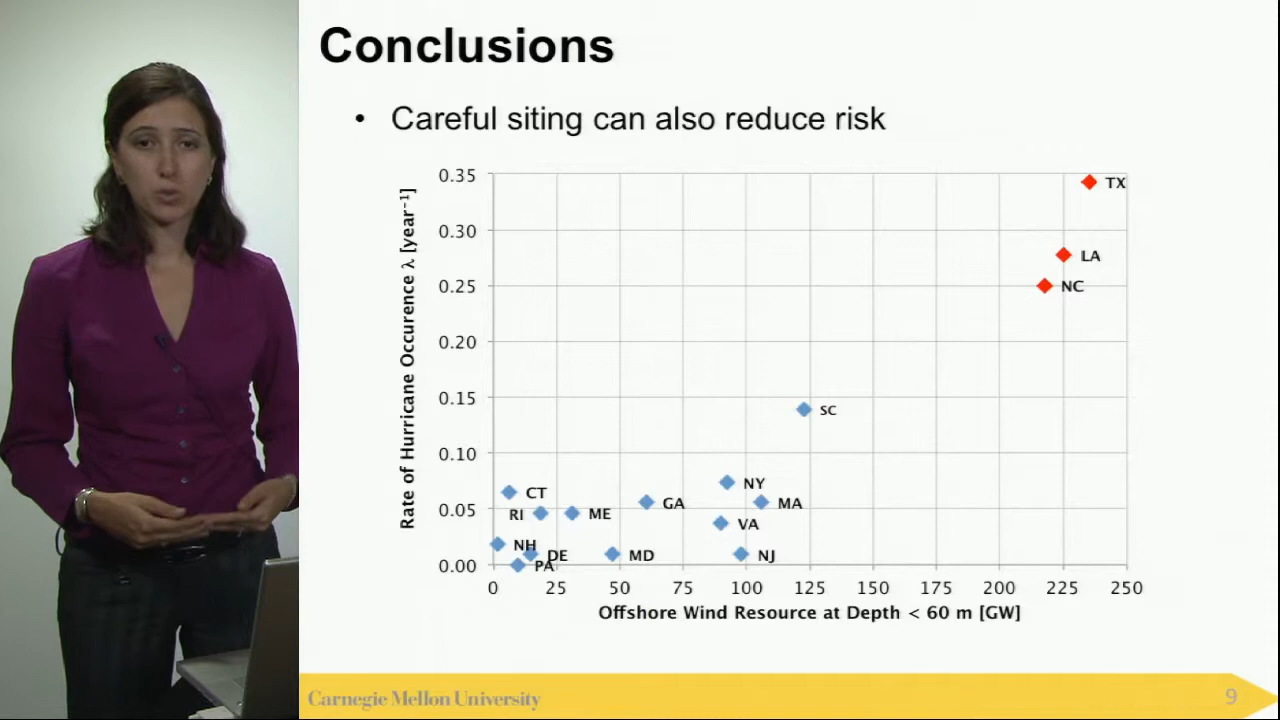 Conclusions
• Careful siting can also reduce risk
Rate of Hurricane Occurence λ [year⁻¹]
0.35
0.30
0.25
0.20
0.15
0.10
0.05
0.00
TX
LA
NC
SC
NY
CT
GA
MA
RI
ME
VA
NH
DE
MD
NJ
PA
0 25 50 75 100 125 150 175 200 225 250
Offshore Wind Resource at Depth < 60 m [GW]
Carnegie Mellon University
9